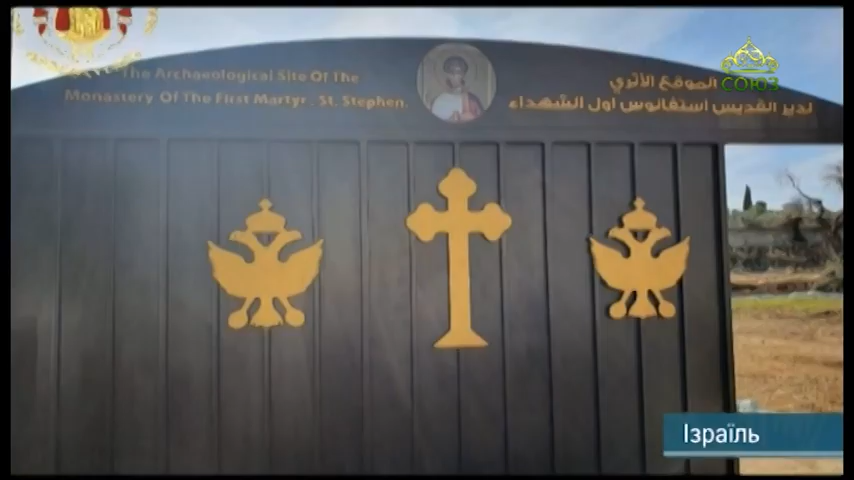 The Archaeological Site Of The
Monastery Of The First Martyr . St. Stephen.
الموقع الأثري
لدير القديس استفانوس اول الشهداء
СОЮЗ
Ізраїль